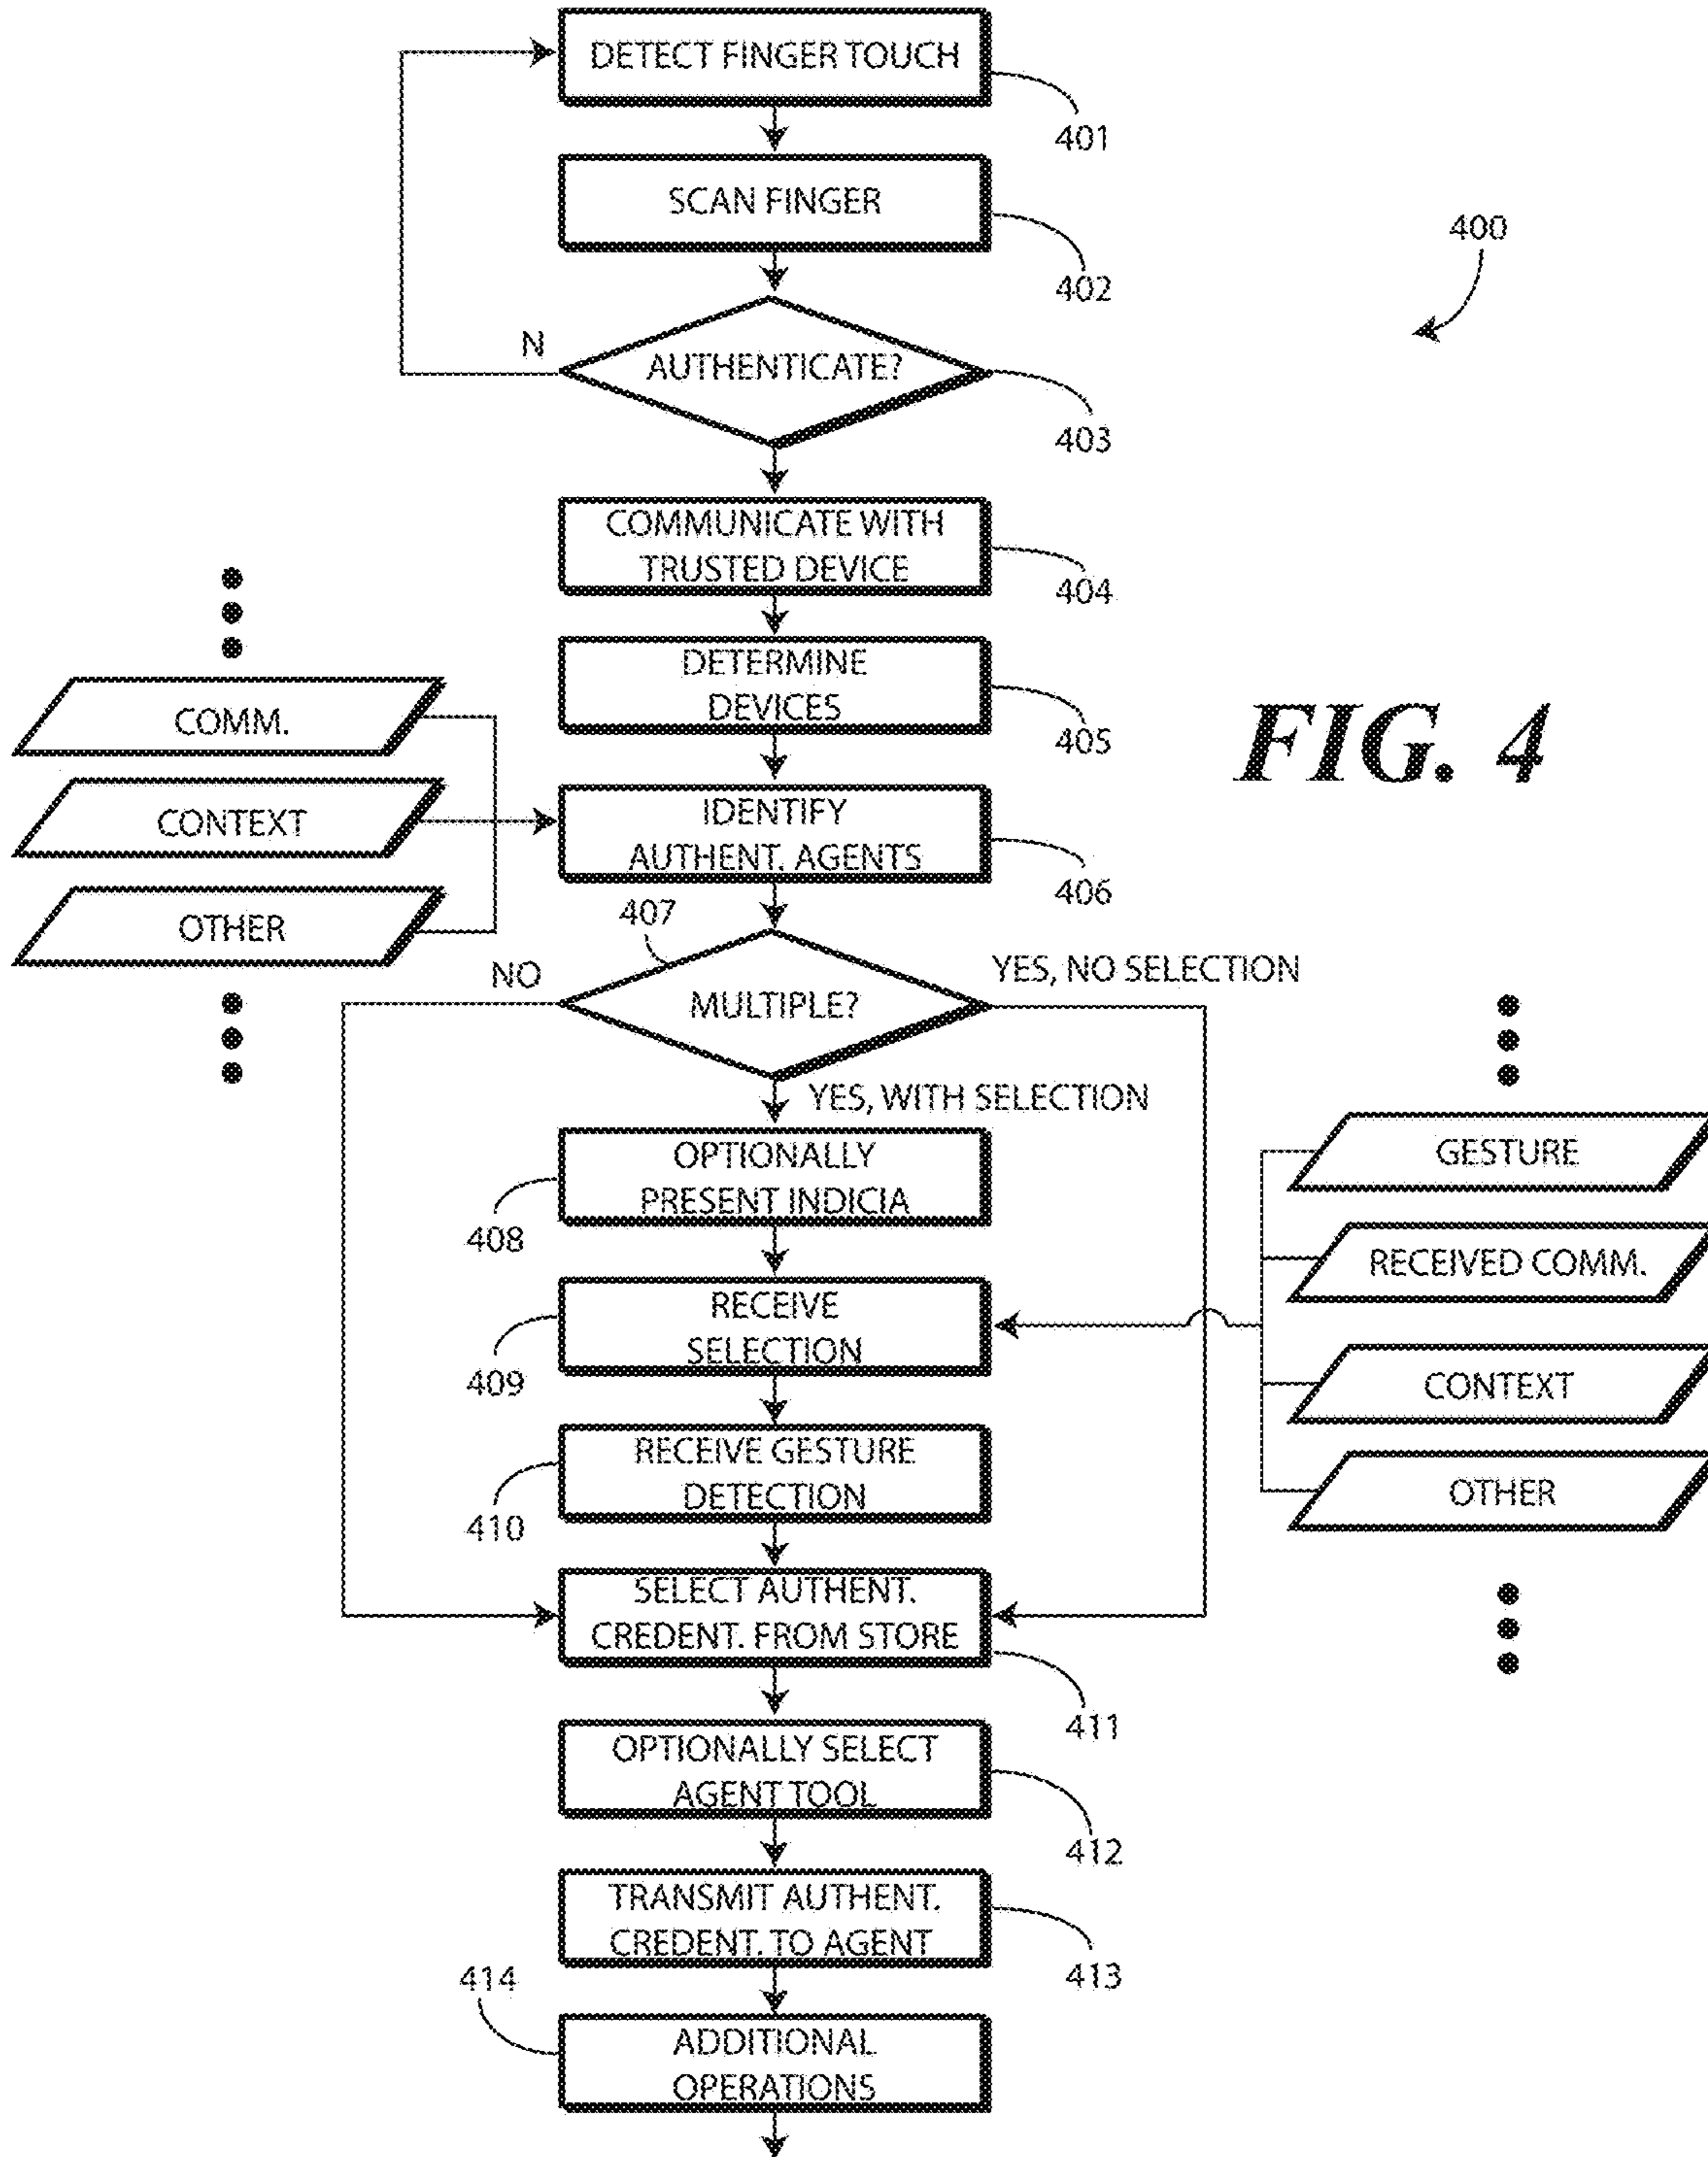 DETECT FINGER TOUCH
401
SCAN FINGER
402
400
N
AUTHENTICATE?
403
COMMUNICATE WITH
TRUSTED DEVICE
404
DETERMINE
DEVICES
405
COMM.
CONTEXT
OTHER
IDENTIFY
AUTHENT. AGENTS
406
FIG. 4
407
NO
MULTIPLE?
YES, NO SELECTION
YES, WITH SELECTION
OPTIONALLY
PRESENT INDICIA
408
GESTURE
RECEIVED COMM.
CONTEXT
OTHER
RECEIVE
SELECTION
409
RECEIVE GESTURE
DETECTION
410
SELECT AUTHENT.
CREDENT. FROM STORE
411
OPTIONALLY SELECT
AGENT TOOL
412
TRANSMIT AUTHENT.
CREDENT. TO AGENT
413
414
ADDITIONAL
OPERATIONS